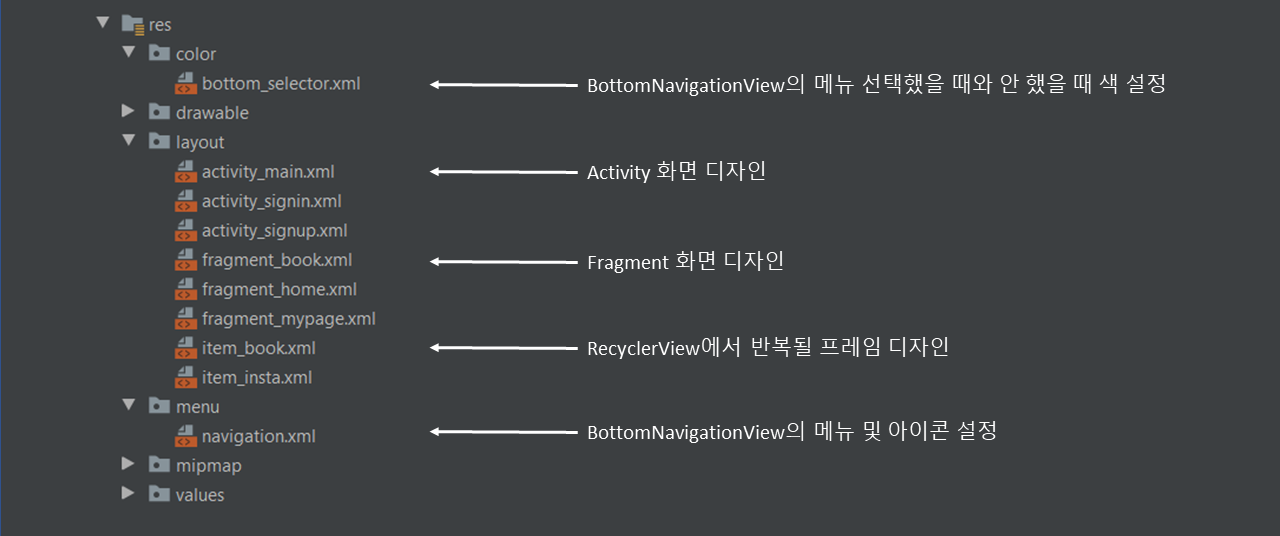 res
color
bottom_selector.xml BottomNavigationView의 메뉴 선택했을 때와 안 했을 때 색 설정
drawable
layout
activity_main.xml Activity 화면 디자인
activity_signin.xml
activity_signup.xml
fragment_book.xml Fragment 화면 디자인
fragment_home.xml
fragment_mypage.xml
item_book.xml RecyclerView에서 반복될 프레임 디자인
item_insta.xml
menu
navigation.xml BottomNavigationView의 메뉴 및 아이콘 설정
mipmap
values